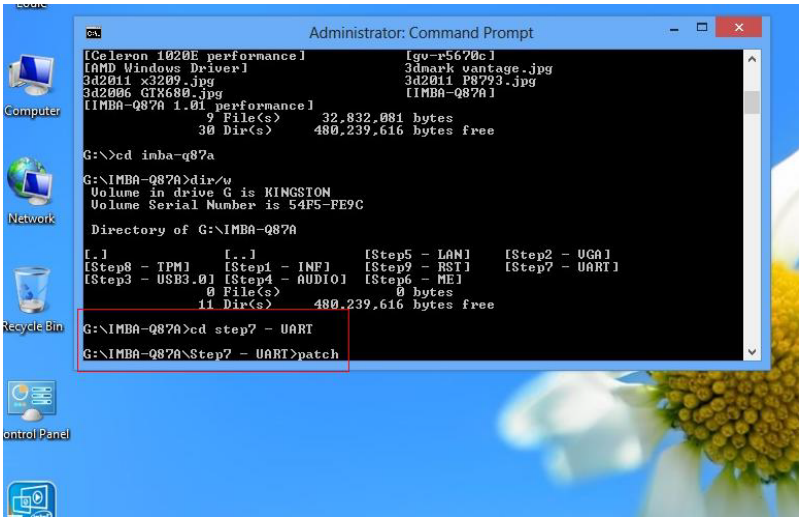 Administrator: Command Prompt
[Celeron 1020E performance] [gv-r5670c]
[AMD Windows Driver] 3dmark vantage.jpg
3d2011 x3209.jpg 3d2011 P8793.jpg
3d2006 GTX680.jpg [IMBA-Q87A]
[IMBA-Q87A 1.01 performance]
9 File(s) 32,832,081 bytes
30 Dir(s) 480,239,616 bytes free
G:\>cd imba-q87a
G:\IMBA-Q87A>dir/w
Volume in drive G is KINGSTON
Volume Serial Number is 54F5-FE9C
Directory of G:\IMBA-Q87A
[.] [..] [Step5 - LAN] [Step2 - VGA]
[Step8 - TPM] [Step1 - INF] [Step9 - RST] [Step7 - UART]
[Step3 - USB3.0] [Step4 - AUDIO] [Step6 - ME]
0 File(s) 0 bytes
11 Dir(s) 480,239,616 bytes free
G:\IMBA-Q87A>cd step7 - UART
G:\IMBA-Q87A\Step7 - UART>patch
Computer
Network
Recycle Bin
ontrol Panel